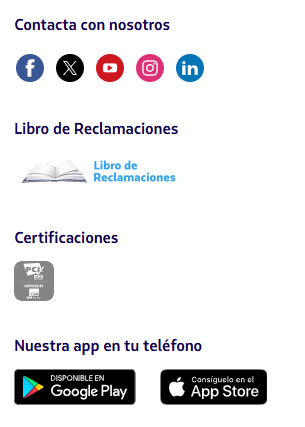 Contacta con nosotros
Libro de Reclamaciones
Libro de
Reclamaciones
Certificaciones
PCI
Nuestra app en tu teléfono
DISPONIBLE EN
Google Play
Consíguelo en el
App Store